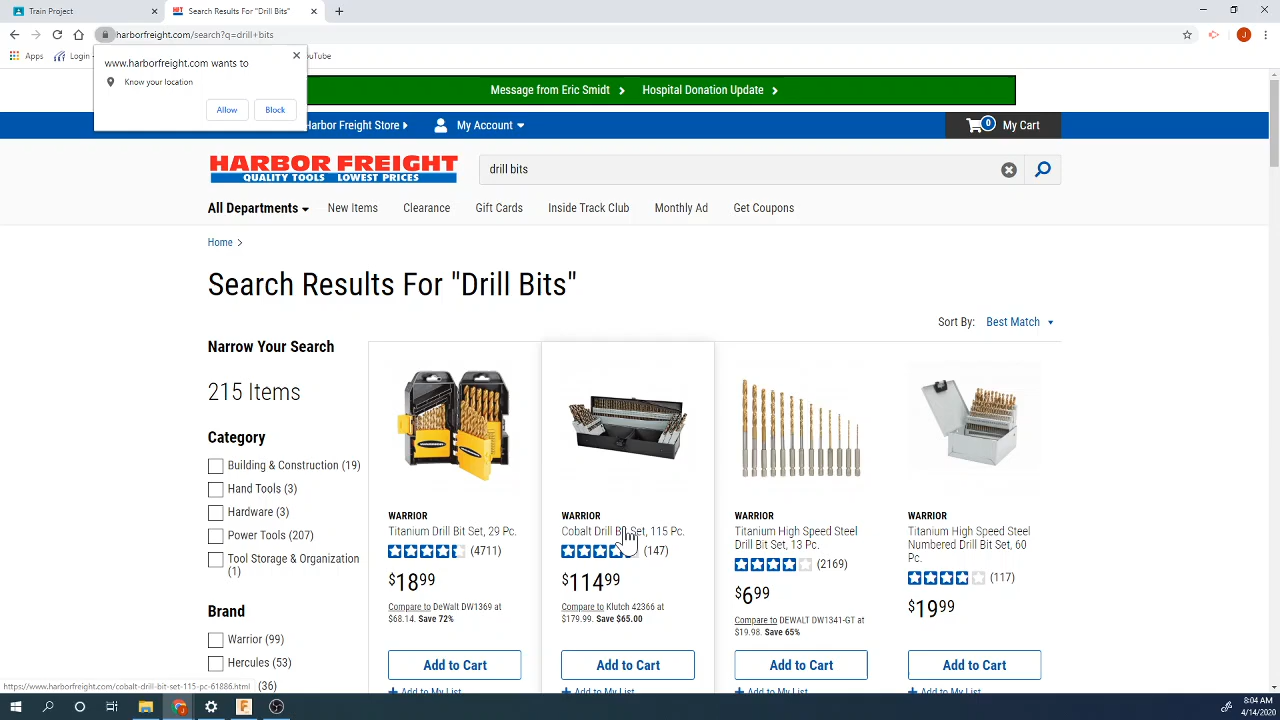 Train Project
Search Results For "Drill Bits"
harborfreight.com/search?q=drill+bits
J
Apps
Login
uTube
www.harborfreight.com wants to
Know your location
Allow
Block
Message from Eric Smidt
Hospital Donation Update
Harbor Freight Store
My Account
0
My Cart
HARBOR FREIGHT
QUALITY TOOLS LOWEST PRICES
drill bits
All Departments
New Items
Clearance
Gift Cards
Inside Track Club
Monthly Ad
Get Coupons
Home
Search Results For "Drill Bits"
Sort By: Best Match
Narrow Your Search
215 Items
Category
Building & Construction (19)
Hand Tools (3)
Hardware (3)
Power Tools (207)
Tool Storage & Organization
(1)
Brand
Warrior (99)
Hercules (53)
(36)
WARRIOR
Titanium Drill Bit Set, 29 Pc.
(4711)
$18.99
Compare to DeWalt DW1369 at
$68.14. Save 72%
Add to Cart
Add to My List
WARRIOR
Cobalt Drill Bit Set, 115 Pc.
(147)
$114.99
Compare to Klutch 42366 at
$179.99. Save $65.00
Add to Cart
Add to My List
WARRIOR
Titanium High Speed Steel
Drill Bit Set, 13 Pc.
(2169)
$6.99
Compare to DEWALT DW1341-GT at
$19.98. Save 65%
Add to Cart
Add to My List
WARRIOR
Titanium High Speed Steel
Numbered Drill Bit Set, 60
Pc.
(117)
$19.99
Add to Cart
Add to My List
https://www.harborfreight.com/cobalt-drill-bit-set-115-pc-61886.html
8:04 AM
4/14/2020